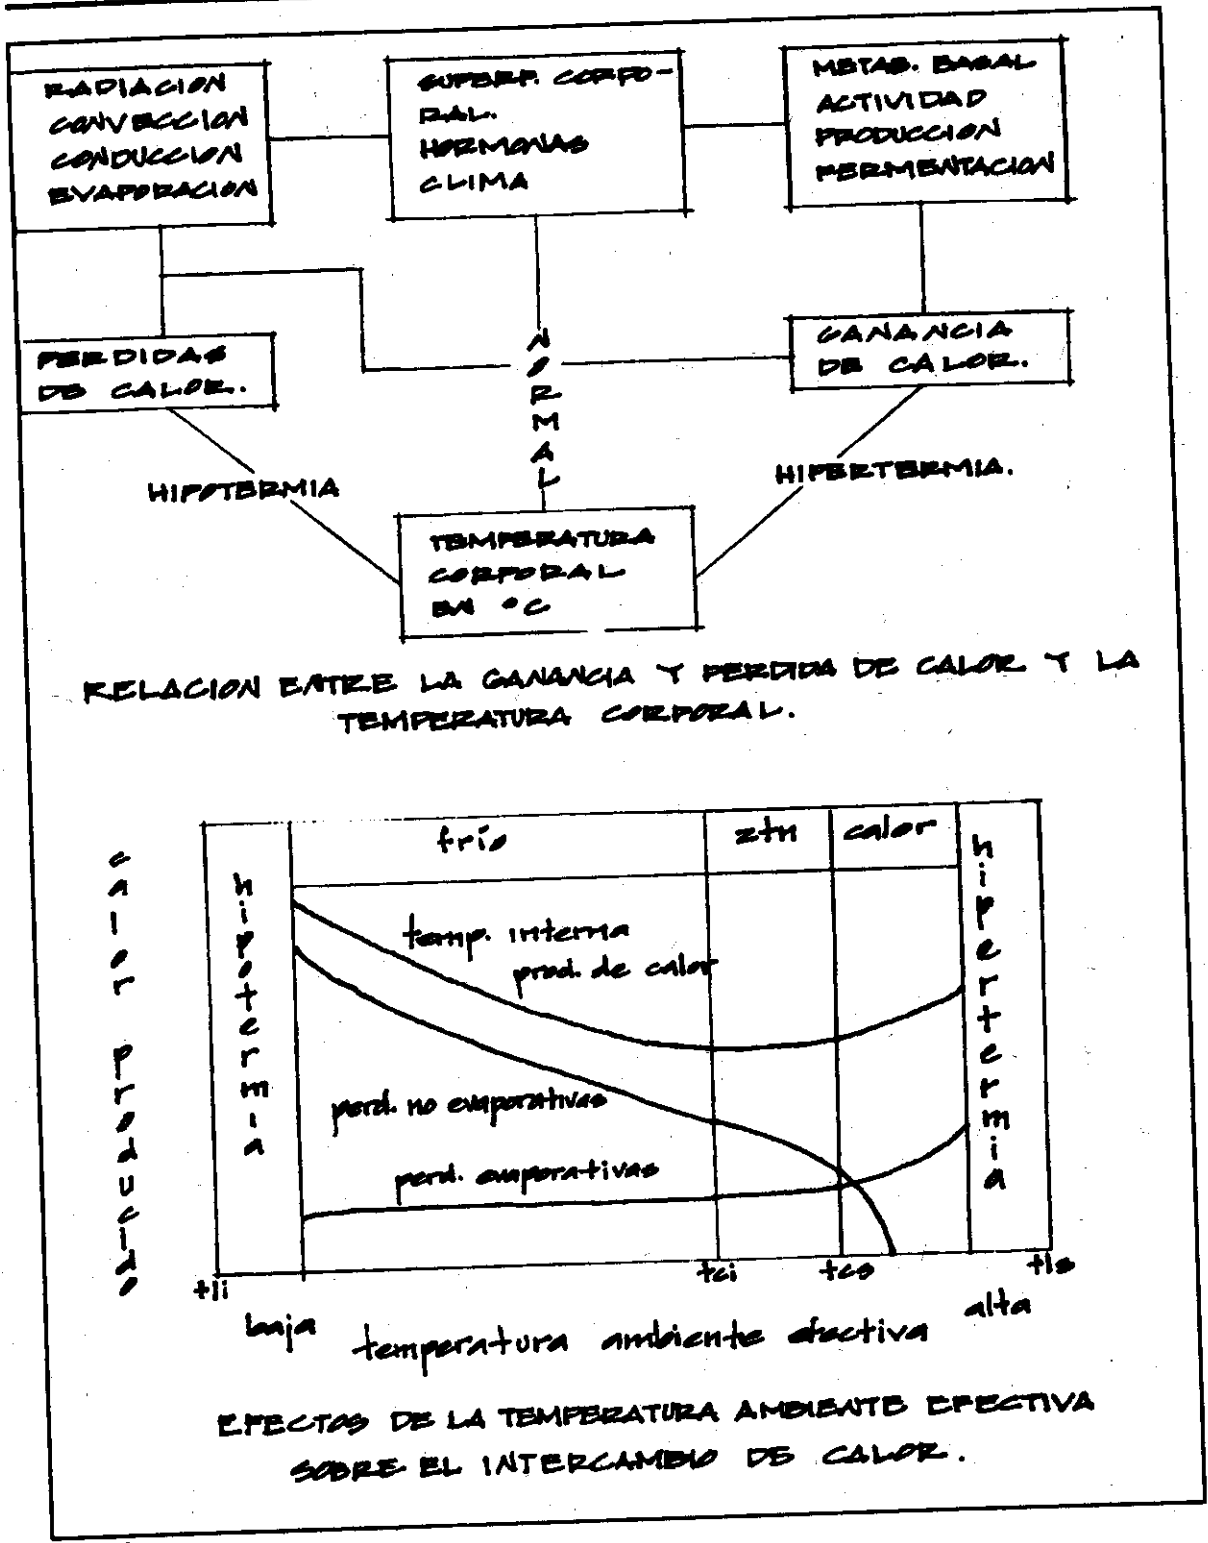 RADIACION
CONVECCION
CONDUCCION
EVAPORACION
SUPERF. CORPO-
RAL.
HORMONAS
CLIMA
METAB. BASAL
ACTIVIDAD
PRODUCCION
FERMENTACION
PERDIDAS
DE CALOR.
NORMAL
GANANCIA
DE CALOR.
HIPOTERMIA
HIPERTERMIA.
TEMPERATURA
CORPORAL
EN °C
RELACION ENTRE LA GANANCIA Y PERDIDA DE CALOR Y LA
TEMPERATURA CORPORAL.
calor producido
hipotermia
frío
ztn
calor
hipertermia
temp. interna
prod. de calor
perd. no evaporativas
perd. evaporativas
tli
tci
tcs
tls
baja
temperatura ambiente efectiva
alta
EFECTOS DE LA TEMPERATURA AMBIENTE EFECTIVA
SOBRE EL INTERCAMBIO DE CALOR.